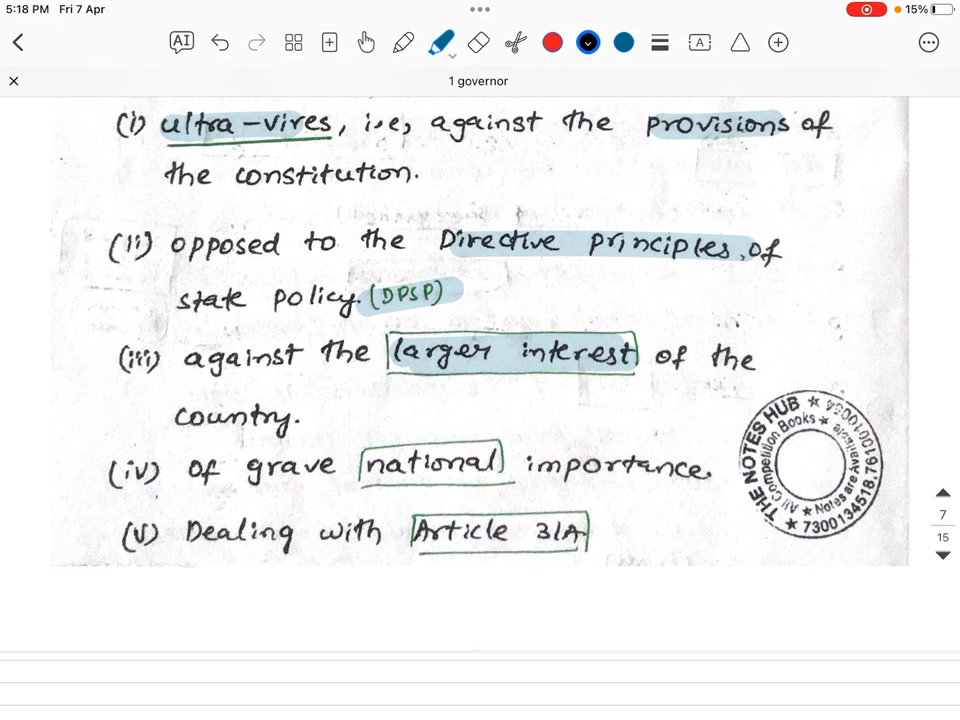 5:18 PM Fri 7 Apr
15%
AI
A
1 governor
(i) ultra-vires, i.e, against the provisions of
the constitution.
(ii) opposed to the Directive principles of
state policy. (DPSP)
(iii) against the larger interest of the
country.
(iv) of grave national importance.
(v) Dealing with Article 31A
THE NOTES HUB ★
All Competition Books ★ Notes are Available ★
★ 7300134518,7610010054 ★
7
15